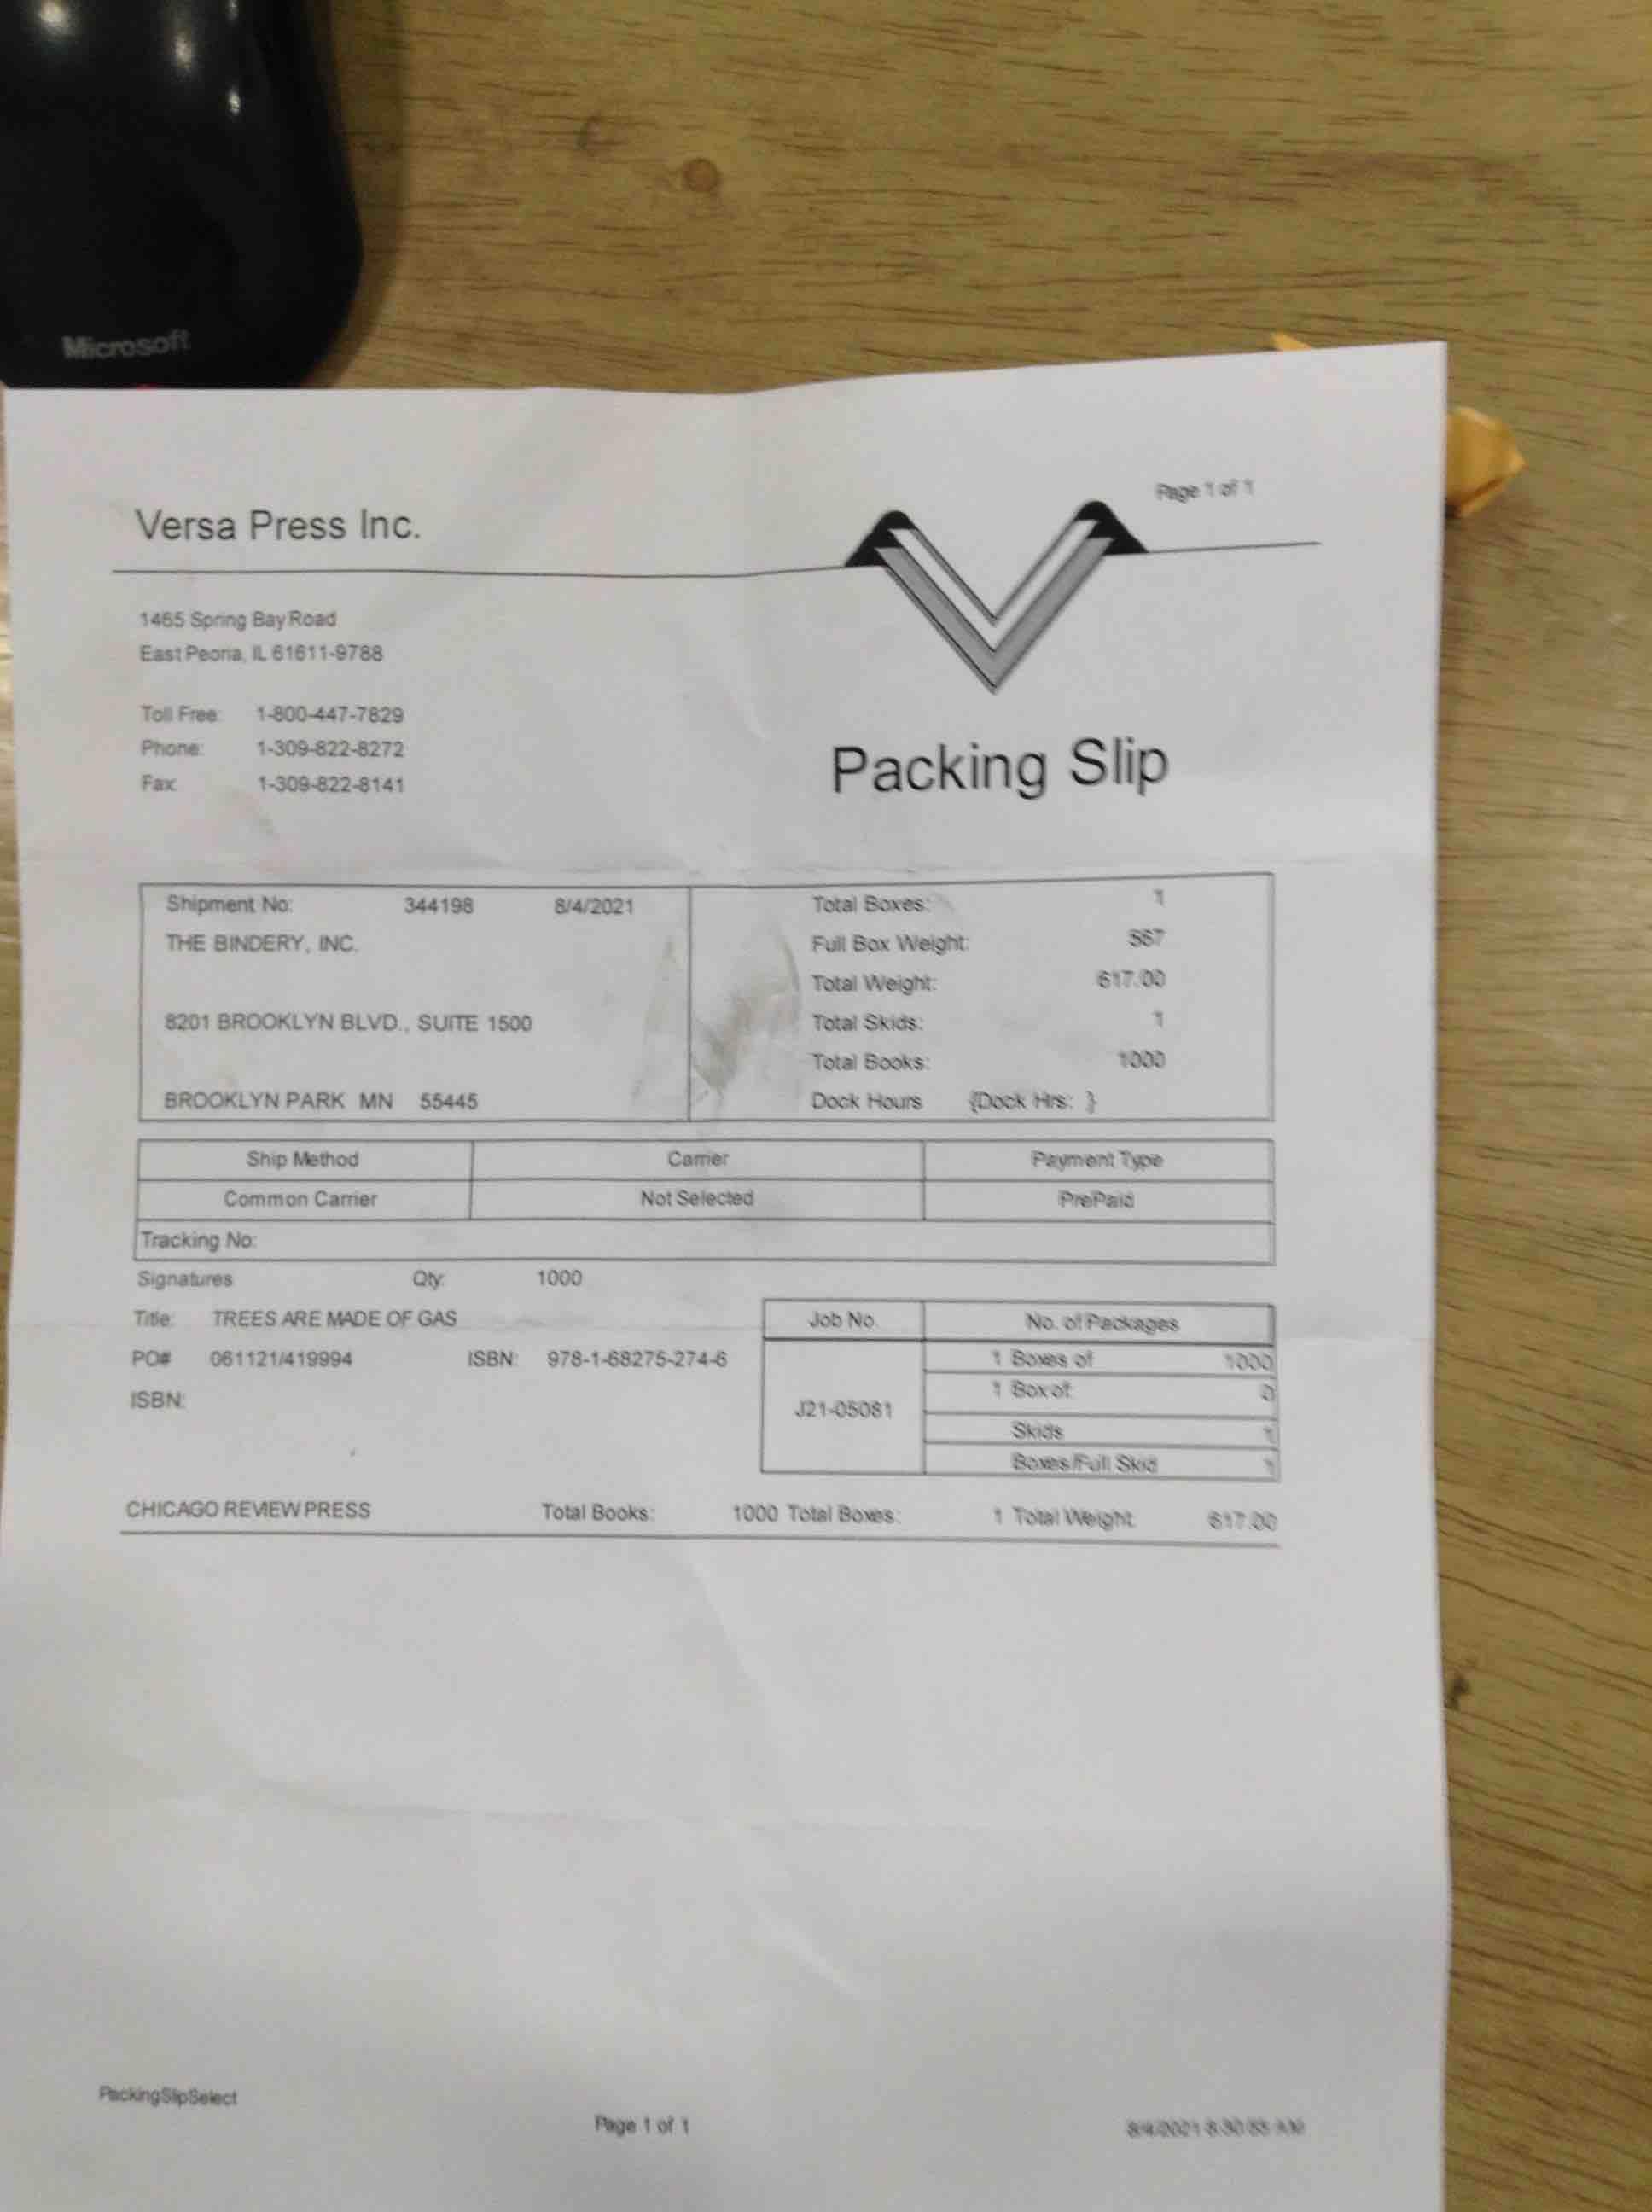 Microsoft
Page 1 of 1
Versa Press Inc.
1465 Spring Bay Road
East Peoria, IL 61611-9788
Toll Free: 1-800-447-7829
Phone: 1-309-822-8272
Fax: 1-309-822-8141
Packing Slip
Shipment No: 344198 8/4/2021
THE BINDERY, INC.
8201 BROOKLYN BLVD., SUITE 1500
BROOKLYN PARK MN 55445
Total Boxes: 1
Full Box Weight: 567
Total Weight: 617.00
Total Skids: 1
Total Books: 1000
Dock Hours {Dock Hrs: }
Ship Method Carrier Payment Type
Common Carrier Not Selected PrePaid
Tracking No:
Signatures Qty: 1000
Title: TREES ARE MADE OF GAS
PO# 061121/419994 ISBN: 978-1-68275-274-6
ISBN:
Job No. No. of Packages
J21-05081
1 Boxes of 1000
1 Box of: 0
Skids 1
Boxes/Full Skid 1
CHICAGO REVIEW PRESS Total Books: 1000 Total Boxes: 1 Total Weight: 617.00
PackingSlipSelect
Page 1 of 1
8/4/2021 AM